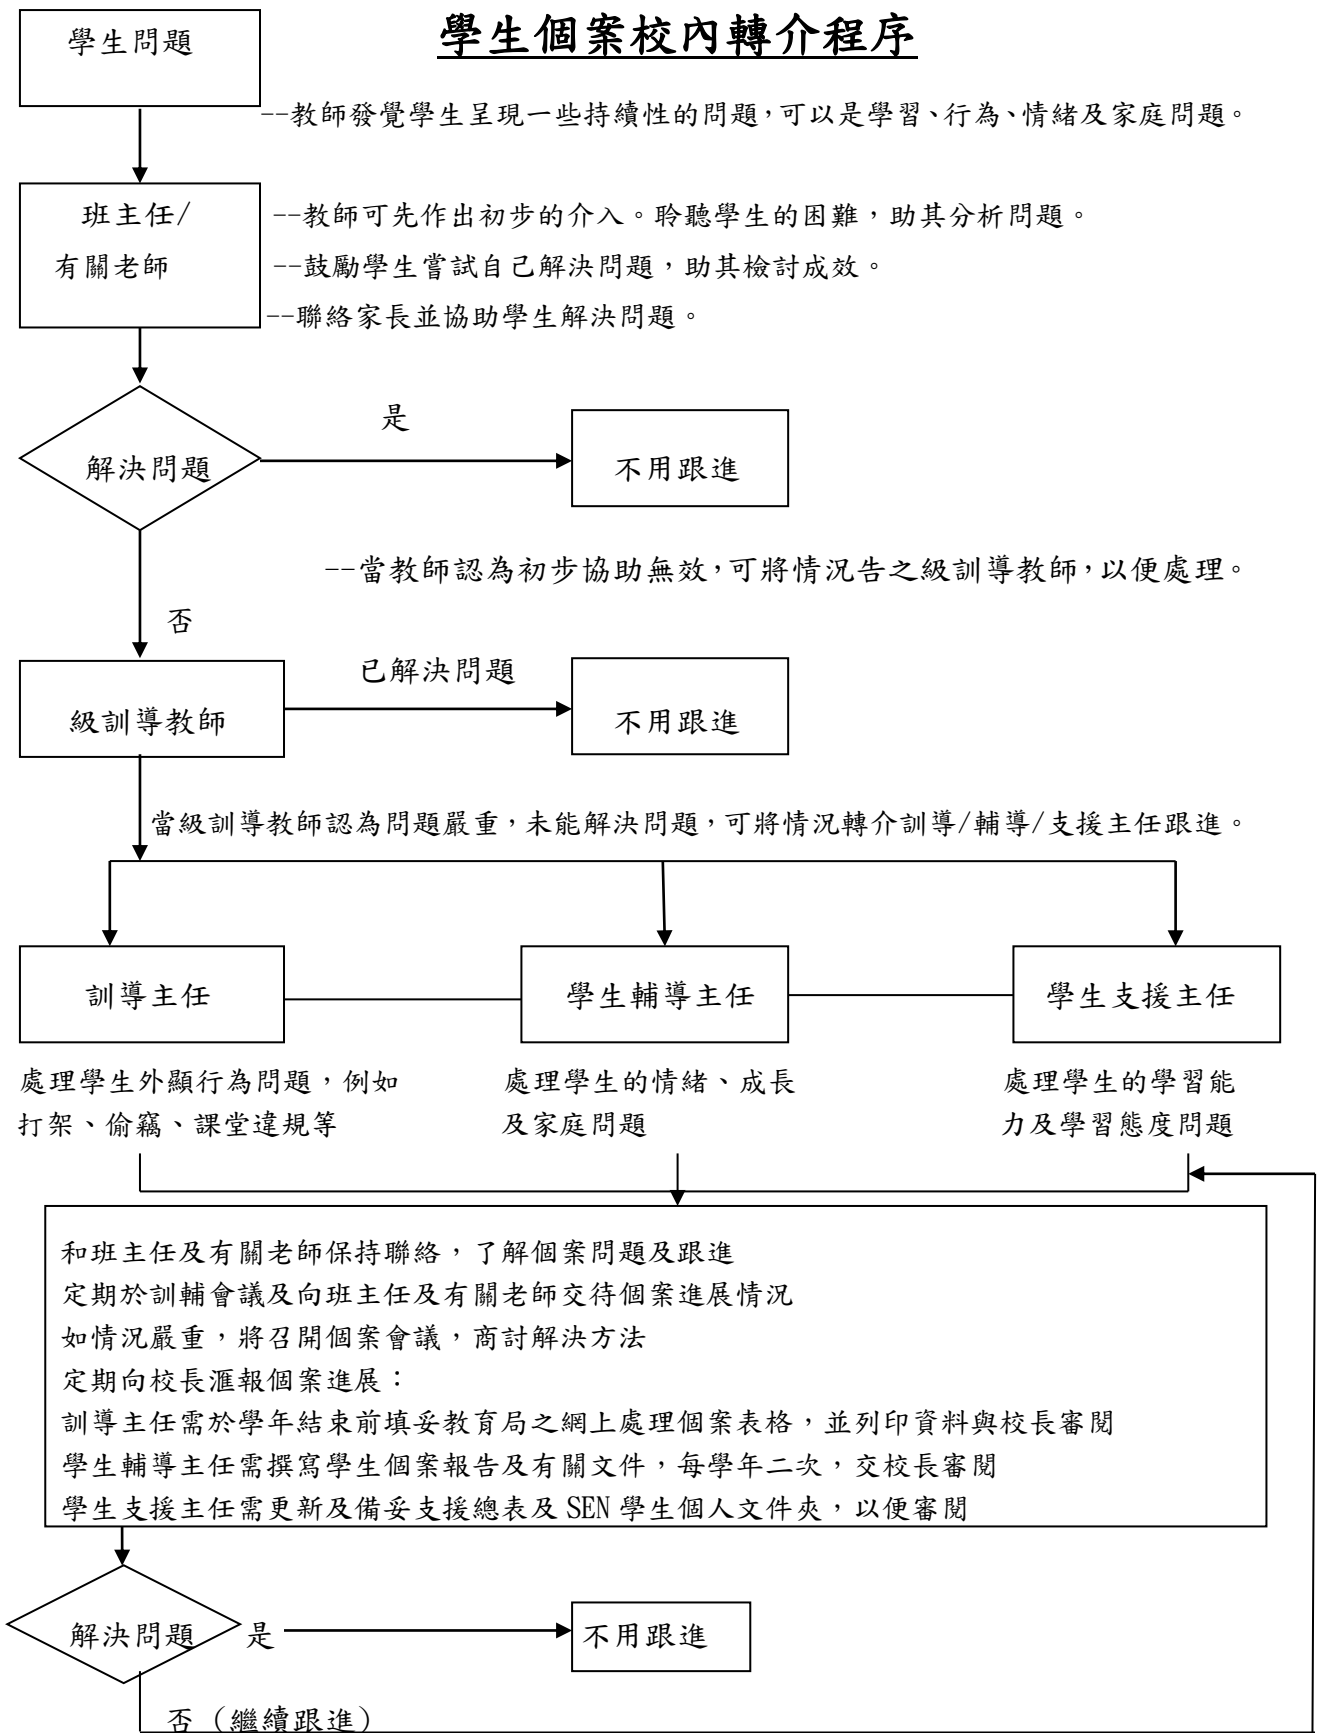 學生個案校內轉介程序
學生問題
--教師發覺學生呈現一些持續性的問題，可以是學習、行為、情緒及家庭問題。
班主任/
有關老師
--教師可先作出初步的介入。聆聽學生的困難，助其分析問題。
--鼓勵學生嘗試自己解決問題，助其檢討成效。
--聯絡家長並協助學生解決問題。
解決問題
是
不用跟進
--當教師認為初步協助無效，可將情況告之級訓導教師，以便處理。
否
級訓導教師
已解決問題
不用跟進
當級訓導教師認為問題嚴重，未能解決問題，可將情況轉介訓導/輔導/支援主任跟進。
訓導主任
學生輔導主任
學生支援主任
處理學生外顯行為問題，例如
打架、偷竊、課堂違規等
處理學生的情緒、成長
及家庭問題
處理學生的學習能
力及學習態度問題
和班主任及有關老師保持聯絡，了解個案問題及跟進
定期於訓輔會議及向班主任及有關老師交待個案進展情況
如情況嚴重，將召開個案會議，商討解決方法
定期向校長滙報個案進展：
訓導主任需於學年結束前填妥教育局之網上處理個案表格，並列印資料與校長審閱
學生輔導主任需撰寫學生個案報告及有關文件，每學年二次，交校長審閱
學生支援主任需更新及備妥支援總表及 SEN 學生個人文件夾，以便審閱
解決問題
是
不用跟進
否（繼續跟進）